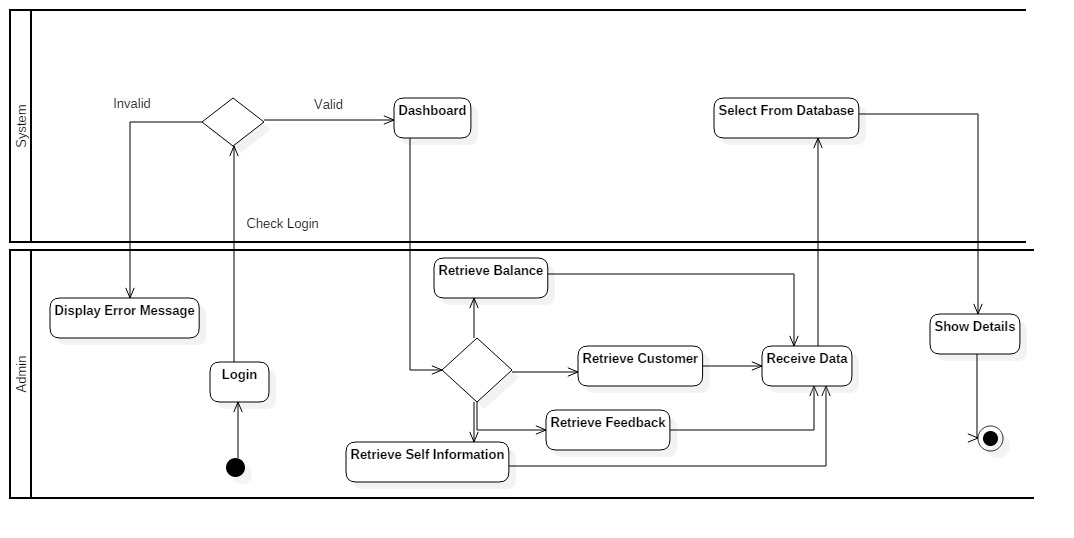 System
Invalid
Valid
Dashboard
Select From Database
Check Login
Admin
Retrieve Balance
Display Error Message
Show Details
Retrieve Customer
Receive Data
Login
Retrieve Feedback
Retrieve Self Information